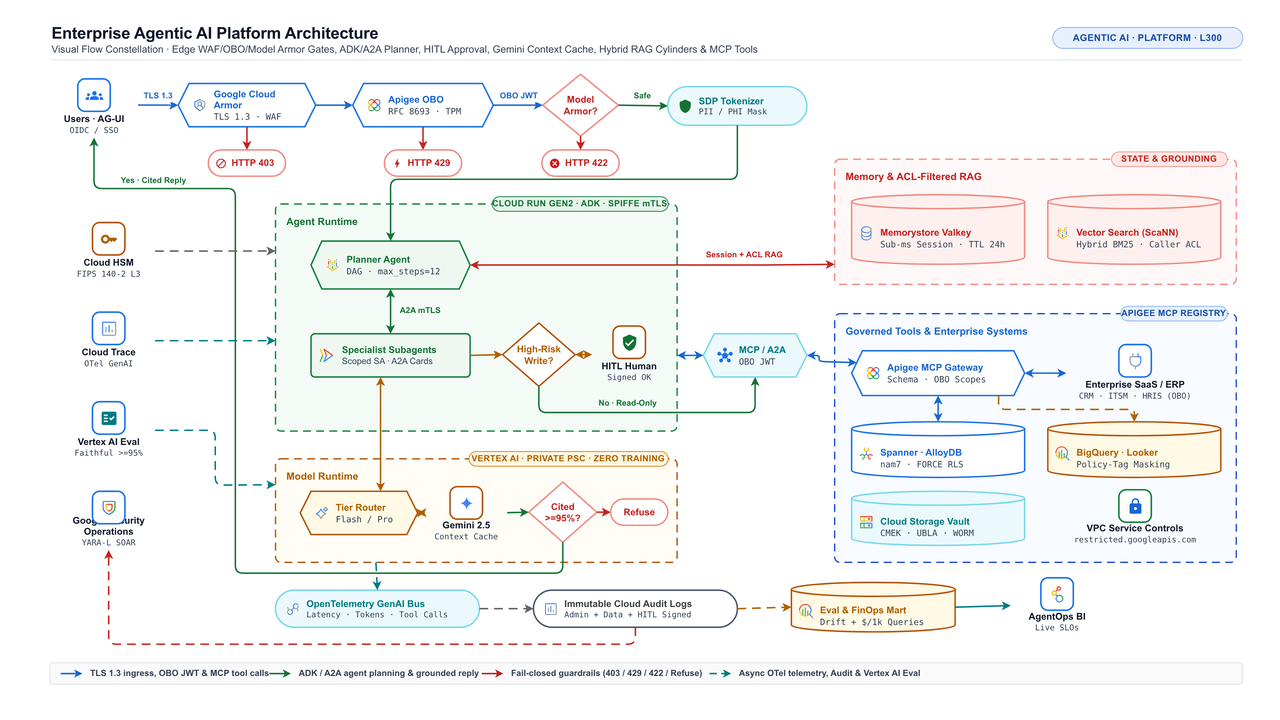 Enterprise Agentic AI Platform Architecture
Visual Flow Constellation · Edge WAF/OBO/Model Armor Gates, ADK/A2A Planner, HITL Approval, Gemini Context Cache, Hybrid RAG Cylinders & MCP Tools
AGENTIC AI · PLATFORM · L300
Users · AG-UI
OIDC / SSO
TLS 1.3
Google Cloud
Armor
TLS 1.3 · WAF
Apigee OBO
RFC 8693 · TPM
OBO JWT
Model
Armor?
Safe
SDP Tokenizer
PII / PHI Mask
HTTP 403
HTTP 429
HTTP 422
Yes · Cited Reply
STATE & GROUNDING
Memory & ACL-Filtered RAG
Memorystore Valkey
Sub-ms Session · TTL 24h
Vector Search (ScaNN)
Hybrid BM25 · Caller ACL
CLOUD RUN GEN2 · ADK · SPIFFE mTLS
Agent Runtime
Planner Agent
DAG · max_steps=12
Session + ACL RAG
A2A mTLS
Specialist Subagents
Scoped SA · A2A Cards
High-Risk
Write?
HITL Human
Signed OK
No · Read-Only
MCP / A2A
OBO JWT
Cloud HSM
FIPS 140-2 L3
Cloud Trace
OTel GenAI
Vertex AI Eval
Faithful >=95%
Operations
YARA-L SOAR
APIGEE MCP REGISTRY
Governed Tools & Enterprise Systems
Apigee MCP Gateway
Schema · OBO Scopes
Enterprise SaaS / ERP
CRM · ITSM · HRIS (OBO)
Spanner · AlloyDB
nam7 · FORCE RLS
BigQuery · Looker
Policy-Tag Masking
Cloud Storage Vault
CMEK · UBLA · WORM
VPC Service Controls
restricted.googleapis.com
VERTEX AI · PRIVATE PSC · ZERO TRAINING
Model Runtime
Tier Router
Flash / Pro
Gemini 2.5
Context Cache
Cited
>=95%?
Refuse
OpenTelemetry GenAI Bus
Latency · Tokens · Tool Calls
Immutable Cloud Audit Logs
Admin + Data + HITL Signed
Eval & FinOps Mart
Drift + $/1k Queries
AgentOps BI
Live SLOs
TLS 1.3 ingress, OBO JWT & MCP tool calls
ADK / A2A agent planning & grounded reply
Fail-closed guardrails (403 / 429 / 422 / Refuse)
Async OTel telemetry, Audit & Vertex AI Eval